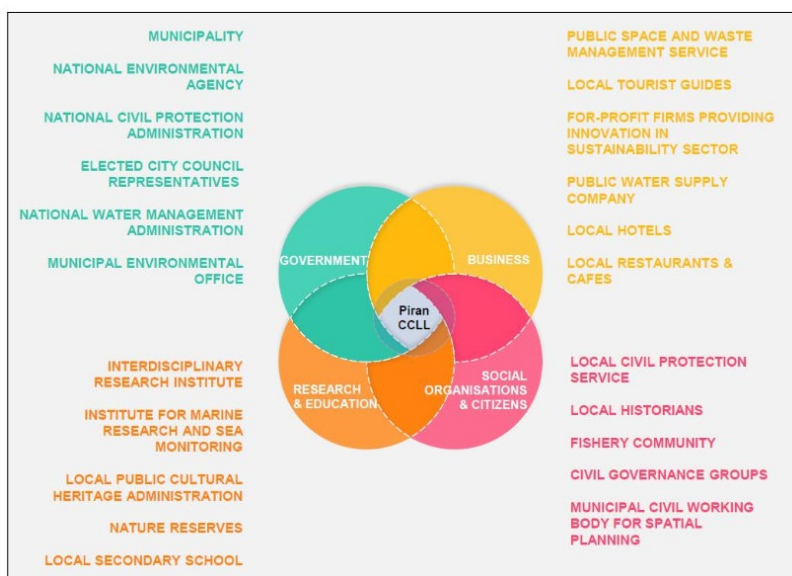 MUNICIPALITY
NATIONAL ENVIRONMENTAL
AGENCY
NATIONAL CIVIL PROTECTION
ADMINISTRATION
ELECTED CITY COUNCIL
REPRESENTATIVES
NATIONAL WATER MANAGEMENT
ADMINISTRATION
MUNICIPAL ENVIRONMENTAL
OFFICE
PUBLIC SPACE AND WASTE
MANAGEMENT SERVICE
LOCAL TOURIST GUIDES
FOR-PROFIT FIRMS PROVIDING
INNOVATION IN
SUSTAINABILITY SECTOR
PUBLIC WATER SUPPLY
COMPANY
LOCAL HOTELS
LOCAL RESTAURANTS &
CAFES
GOVERNMENT
BUSINESS
Piran
CCLL
RESEARCH
& EDUCATION
SOCIAL
ORGANISATIONS
& CITIZENS
INTERDISCIPLINARY
RESEARCH INSTITUTE
INSTITUTE FOR MARINE
RESEARCH AND SEA
MONITORING
LOCAL PUBLIC CULTURAL
HERITAGE ADMINISTRATION
NATURE RESERVES
LOCAL SECONDARY SCHOOL
LOCAL CIVIL PROTECTION
SERVICE
LOCAL HISTORIANS
FISHERY COMMUNITY
CIVIL GOVERNANCE GROUPS
MUNICIPAL CIVIL WORKING
BODY FOR SPATIAL
PLANNING